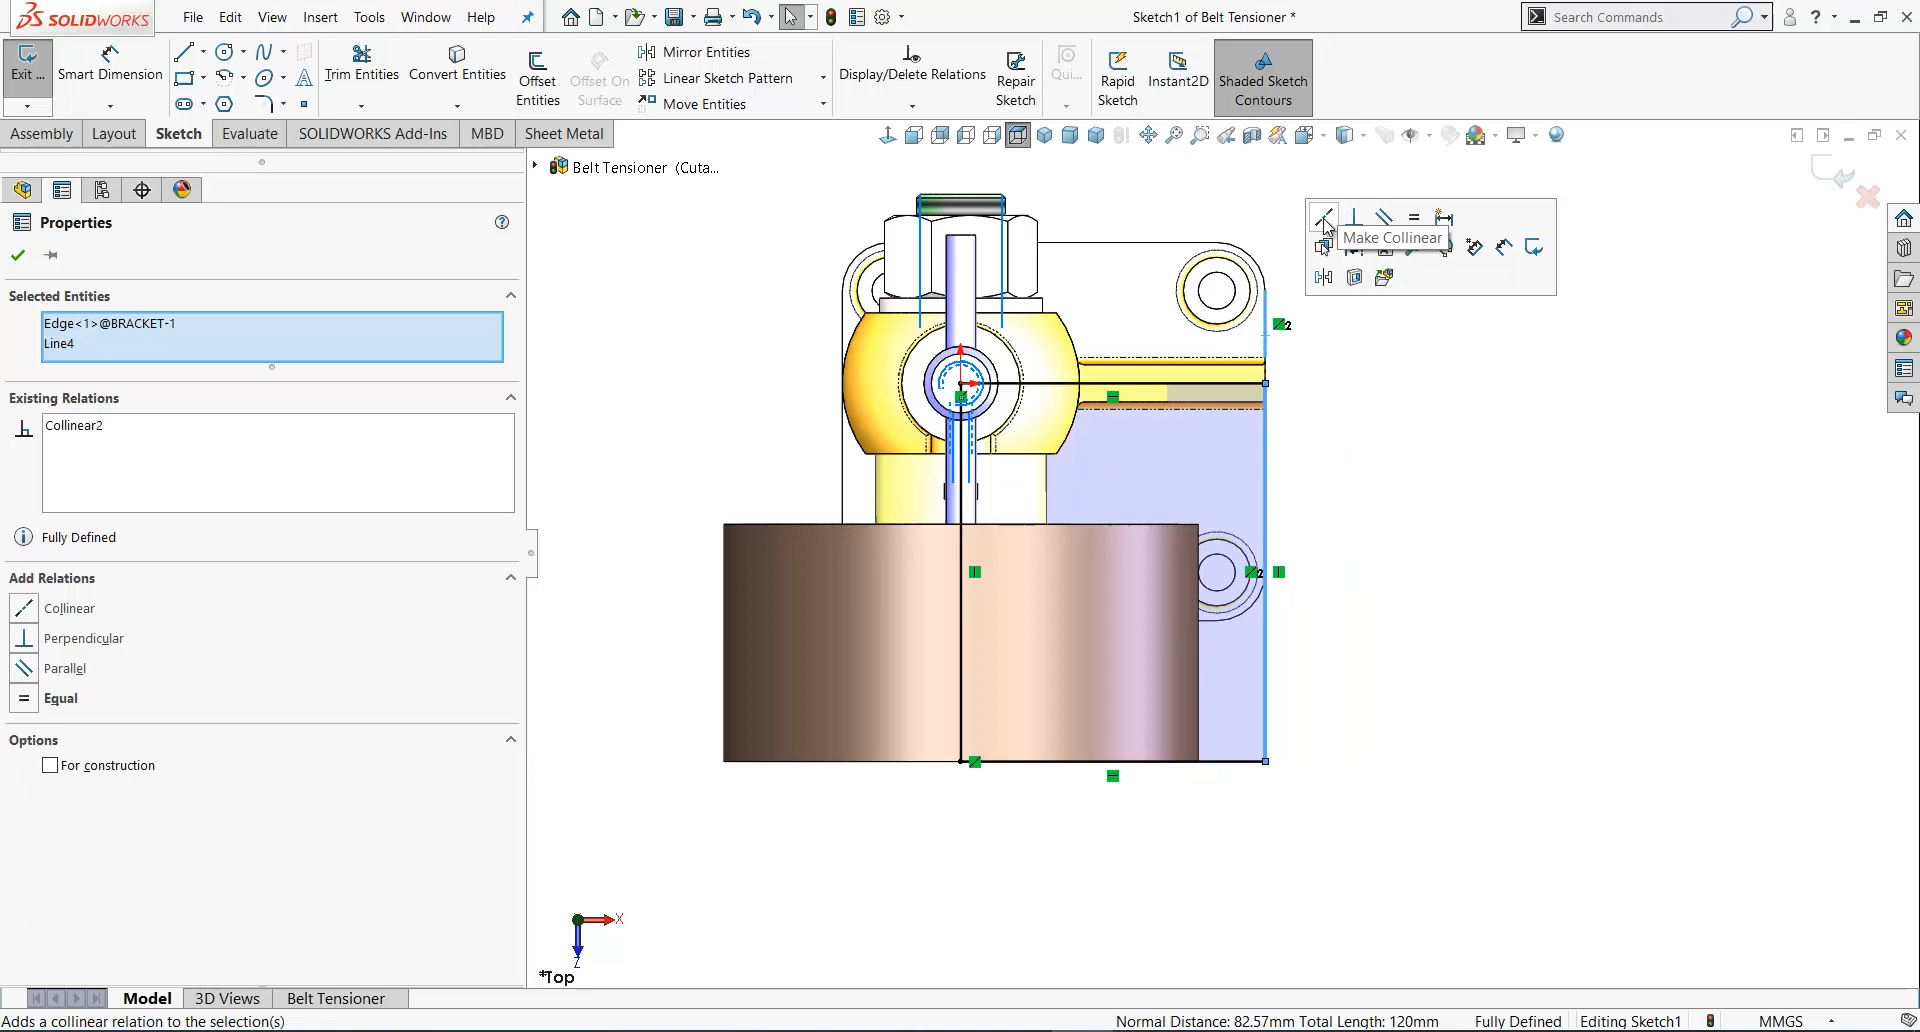 SOLIDWORKS
File Edit View Insert Tools Window Help
Sketch1 of Belt Tensioner *
Search Commands
Exit ...
Smart Dimension
Trim Entities
Convert Entities
Offset
Entities
Offset On
Surface
Mirror Entities
Linear Sketch Pattern
Move Entities
Display/Delete Relations
Repair
Sketch
Qui...
Rapid
Sketch
Instant2D
Shaded Sketch
Contours
Assembly Layout Sketch Evaluate SOLIDWORKS Add-Ins MBD Sheet Metal
Belt Tensioner (Cuta...
Properties
Selected Entities
Edge<1>@BRACKET-1
Line4
Existing Relations
Collinear2
Fully Defined
Add Relations
Collinear
Perpendicular
Parallel
Equal
Options
For construction
Make Collinear
2
2
X
Z
*Top
Model 3D Views Belt Tensioner
Adds a collinear relation to the selection(s)
Normal Distance: 82.57mm Total Length: 120mm Fully Defined Editing Sketch1 MMGS